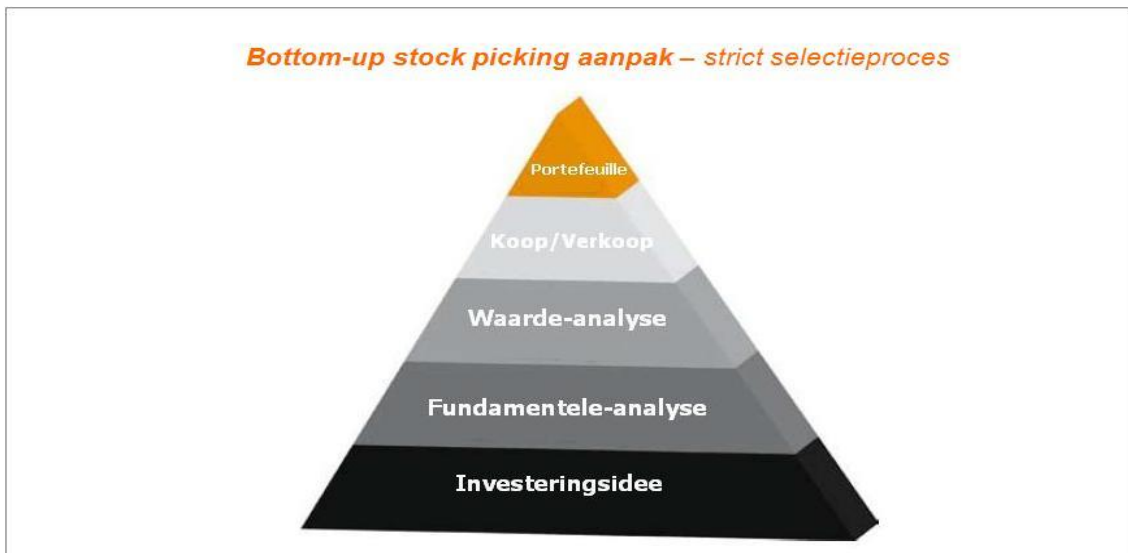 Bottom-up stock picking aanpak – strict selectieproces
Portefeuille
Koop/Verkoop
Waarde-analyse
Fundamentele-analyse
Investeringsidee